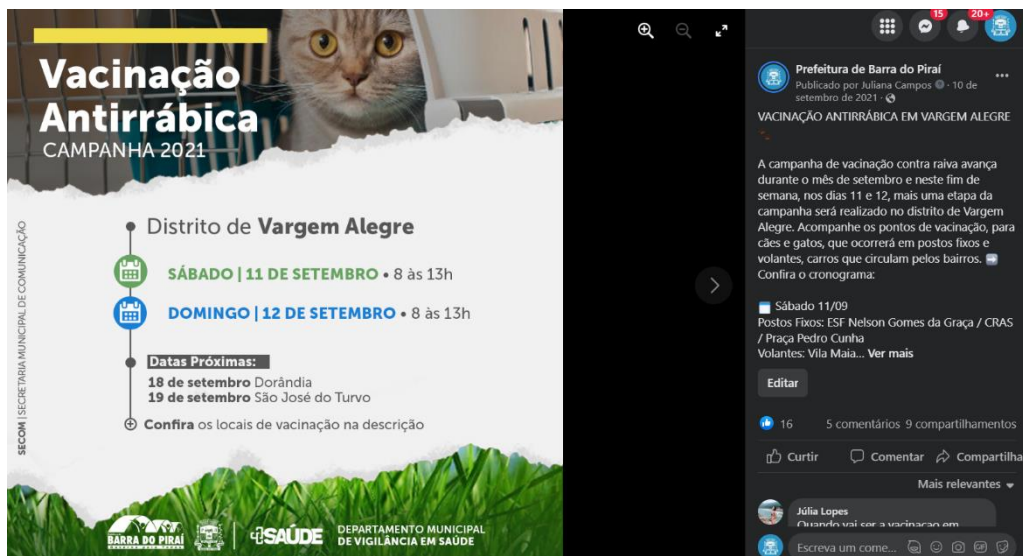 Vacinação
Antirrábica
CAMPANHA 2021
Distrito de Vargem Alegre
SÁBADO | 11 DE SETEMBRO • 8 às 13h
DOMINGO | 12 DE SETEMBRO • 8 às 13h
Datas Próximas:
18 de setembro Dorândia
19 de setembro São José do Turvo
Confira os locais de vacinação na descrição
SECOM | SECRETARIA MUNICIPAL DE COMUNICAÇÃO
BARRA DO PIRAÍ
SAÚDE
DEPARTAMENTO MUNICIPAL
DE VIGILÂNCIA EM SAÚDE
15
20+
Prefeitura de Barra do Piraí
Publicado por Juliana Campos · 10 de
setembro de 2021 ·
VACINAÇÃO ANTIRRÁBICA EM VARGEM ALEGRE
A campanha de vacinação contra raiva avança
durante o mês de setembro e neste fim de
semana, nos dias 11 e 12, mais uma etapa da
campanha será realizado no distrito de Vargem
Alegre. Acompanhe os pontos de vacinação, para
cães e gatos, que ocorrerá em postos fixos e
volantes, carros que circulam pelos bairros.
Confira o cronograma:
Sábado 11/09
Postos Fixos: ESF Nelson Gomes da Graça / CRAS
/ Praça Pedro Cunha
Volantes: Vila Maia... Ver mais
Editar
16
5 comentários 9 compartilhamentos
Curtir
Comentar
Compartilha
Mais relevantes
Júlia Lopes
Quando vai ser a vacinacao em
Escreva um come...
GIF